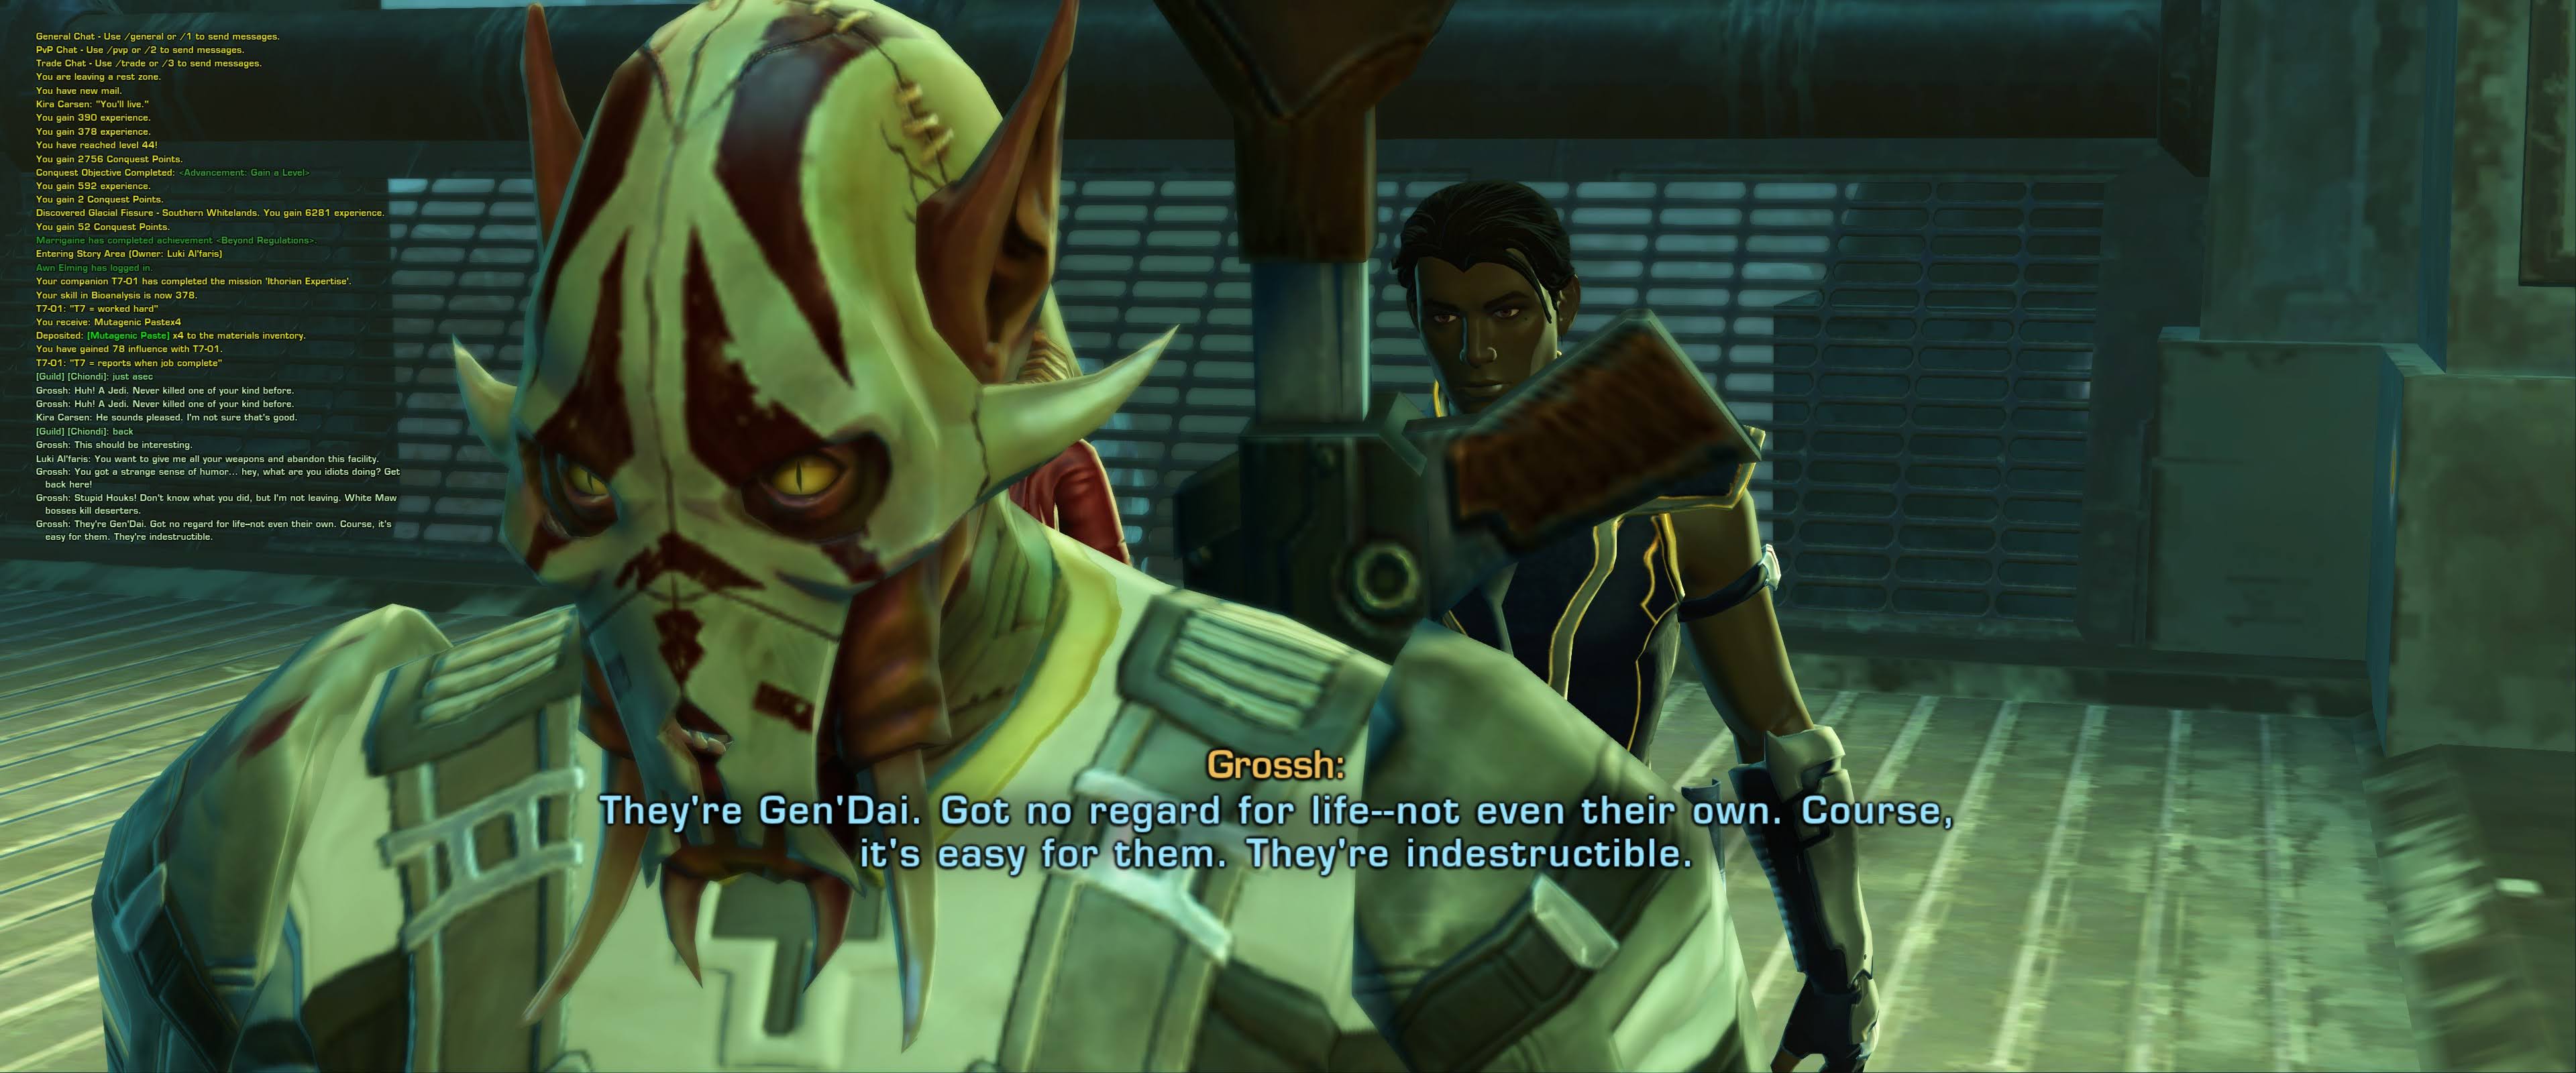 General Chat - Use /general or /1 to send messages.
PvP Chat - Use /pvp or /2 to send messages.
Trade Chat - Use /trade or /3 to send messages.
You are leaving a rest zone.
You have new mail.
Kira Carsen: "You'll live."
You gain 390 experience.
You gain 378 experience.
You have reached level 44!
You gain 2756 Conquest Points.
Conquest Objective Completed: <Advancement: Gain a Level>
You gain 592 experience.
You gain 2 Conquest Points.
Discovered Glacial Fissure - Southern Whitelands. You gain 6281 experience.
You gain 52 Conquest Points.
Marrigaine has completed achievement <Beyond Regulations>.
Entering Story Area (Owner: Luki Al'faris)
Awn Elming has logged in.
Your companion T7-01 has completed the mission 'Ithorian Expertise'.
Your skill in Bioanalysis is now 378.
T7-01: "T7 = worked hard"
You receive: Mutagenic Pastex4
Deposited: [Mutagenic Paste] x4 to the materials inventory.
You have gained 78 influence with T7-01.
T7-01: "T7 = reports when job complete"
[Guild] [Chiondi]: just asec
Grossh: Huh! A Jedi. Never killed one of your kind before.
Grossh: Huh! A Jedi. Never killed one of your kind before.
Kira Carsen: He sounds pleased. I'm not sure that's good.
[Guild] [Chiondi]: back
Grossh: This should be interesting.
Luki Al'faris: You want to give me all your weapons and abandon this facility.
Grossh: You got a strange sense of humor... hey, what are you idiots doing? Get
back here!
Grossh: Stupid Houks! Don't know what you did, but I'm not leaving. White Maw
bosses kill deserters.
Grossh: They're Gen'Dai. Got no regard for life--not even their own. Course, it's
easy for them. They're indestructible.
Grossh:
They're Gen'Dai. Got no regard for life--not even their own. Course,
it's easy for them. They're indestructible.